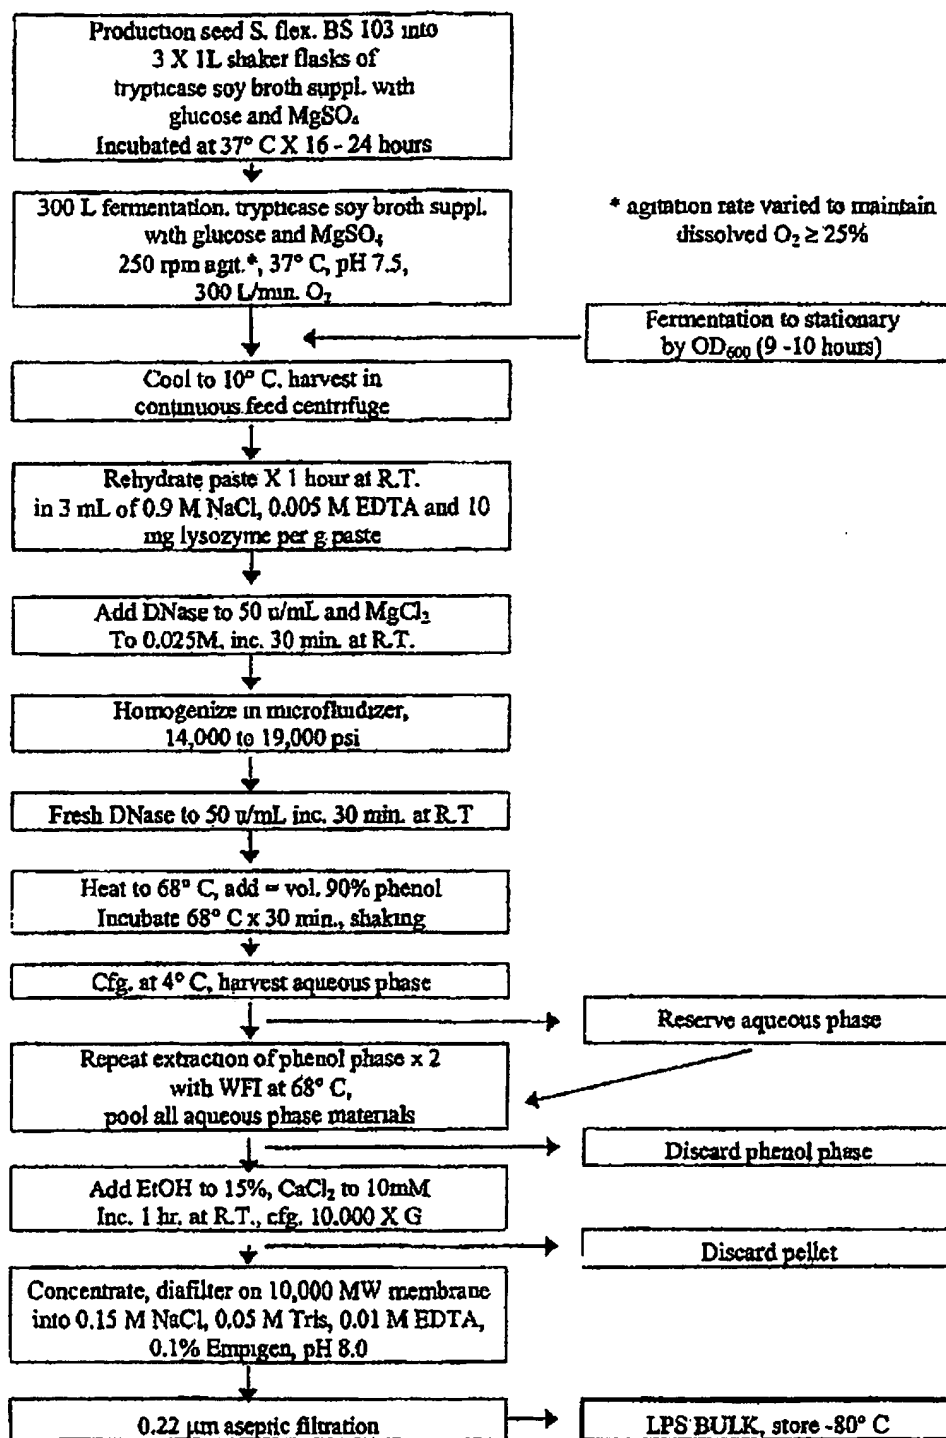 Production seed S. flex. BS 103 into
3 X 1L shaker flasks of
trypticase soy broth suppl. with
glucose and MgSO₄
Incubated at 37° C X 16 - 24 hours
300 L fermentation. trypticase soy broth suppl.
with glucose and MgSO₄
250 rpm agit.*, 37° C, pH 7.5,
300 L/min. O₂
* agitation rate varied to maintain
dissolved O₂ ≥ 25%
Fermentation to stationary
by OD₆₀₀ (9 -10 hours)
Cool to 10° C. harvest in
continuous feed centrifuge
Rehydrate paste X 1 hour at R.T.
in 3 mL of 0.9 M NaCl, 0.005 M EDTA and 10
mg lysozyme per g paste
Add DNase to 50 u/mL and MgCl₂
To 0.025M, inc. 30 min. at R.T.
Homogenize in microfluidizer,
14,000 to 19,000 psi
Fresh DNase to 50 u/mL inc. 30 min. at R.T
Heat to 68° C, add = vol. 90% phenol
Incubate 68° C x 30 min., shaking
Cfg. at 4° C, harvest aqueous phase
Reserve aqueous phase
Repeat extraction of phenol phase x 2
with WFI at 68° C,
pool all aqueous phase materials
Discard phenol phase
Add EtOH to 15%, CaCl₂ to 10mM
Inc. 1 hr. at R.T., cfg. 10.000 X G
Discard pellet
Concentrate, diafilter on 10,000 MW membrane
into 0.15 M NaCl, 0.05 M Tris, 0.01 M EDTA,
0.1% Empigen, pH 8.0
0.22 µm aseptic filtration
LPS BULK, store -80° C